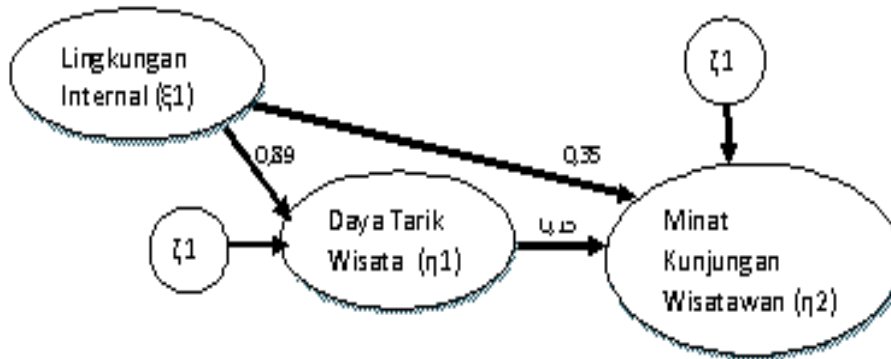 Lingkungan
Internal (ξ1)
ζ1
0,89
0,35
ζ1
Daya Tarik
Wisata (η1)
Minat
Kunjungan
Wisatawan (η2)